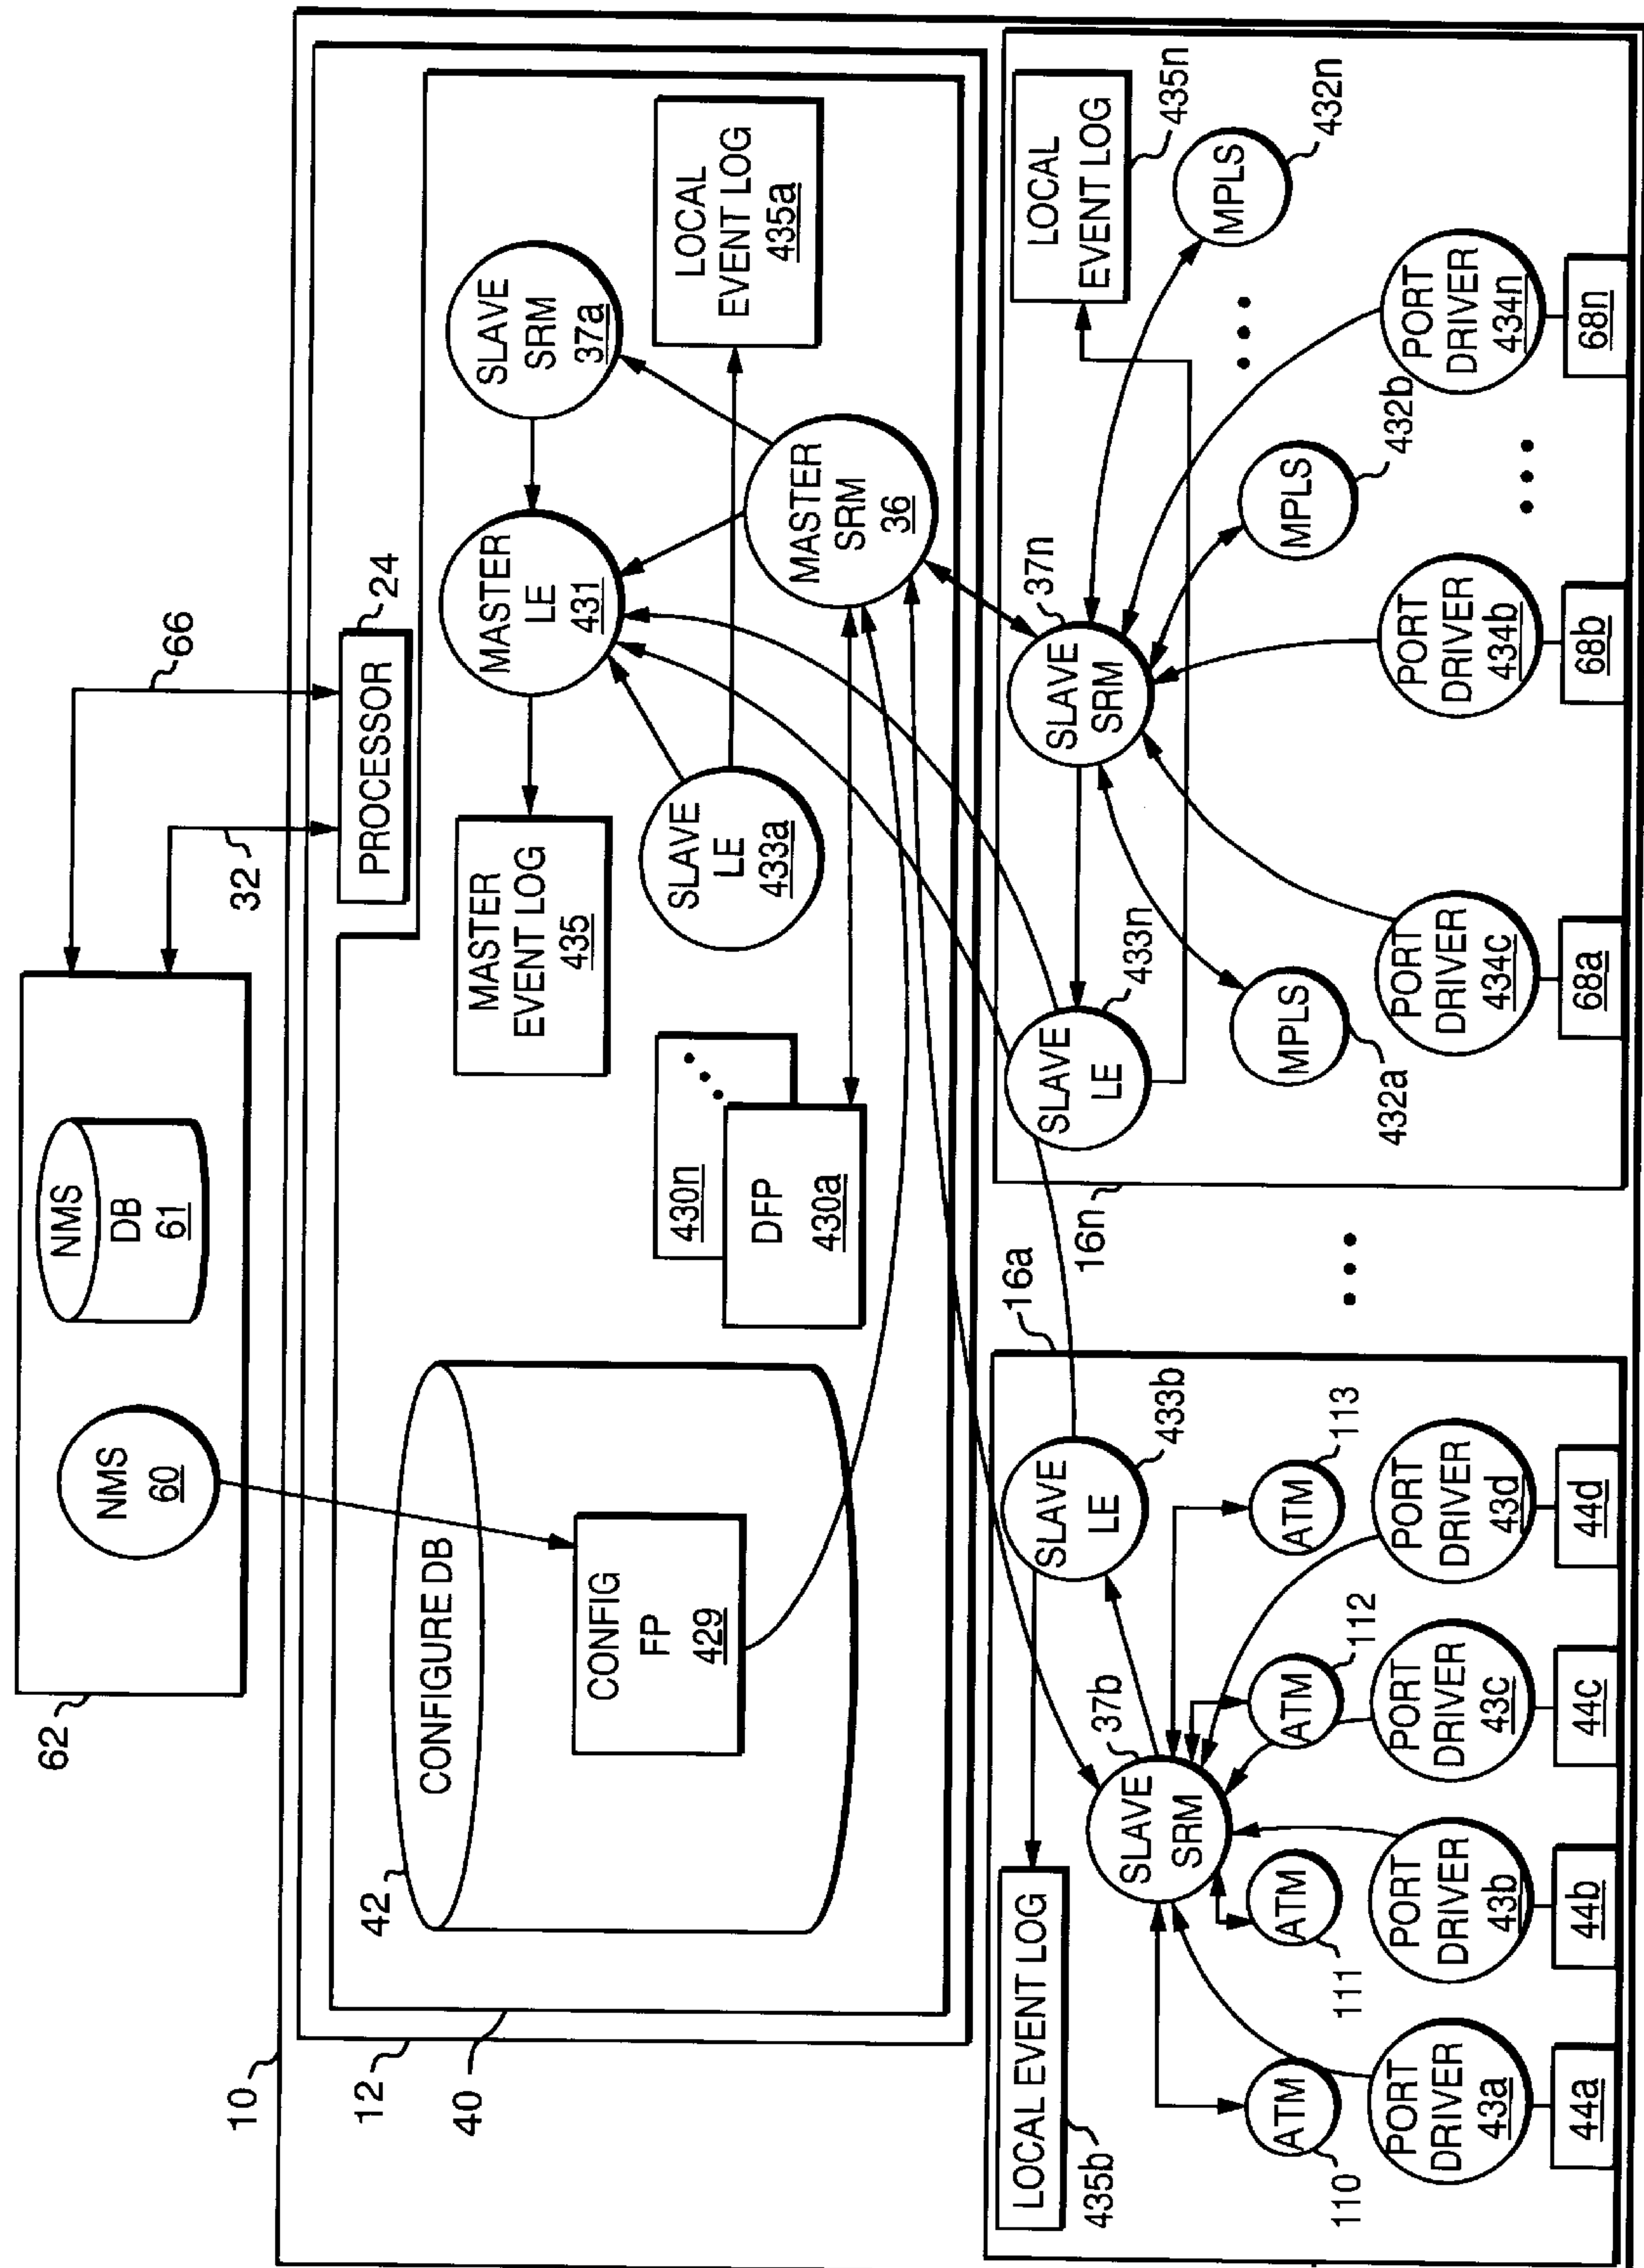 62
NMS
60
NMS
DB
61
32
66
10
12
40
42
CONFIGURE DB
CONFIG
FP
429
430n
DFP
430a
PROCESSOR
24
MASTER
EVENT LOG
435
MASTER
LE
431
SLAVE
SRM
37a
SLAVE
LE
433a
LOCAL
EVENT LOG
435a
MASTER
SRM
36
16a
LOCAL EVENT LOG
435b
SLAVE
LE
433b
SLAVE
SRM
37b
ATM
110
ATM
111
ATM
112
ATM
113
PORT
DRIVER
43a
PORT
DRIVER
43b
PORT
DRIVER
43c
PORT
DRIVER
43d
44a
44b
44c
44d
16n
SLAVE
LE
433n
SLAVE
SRM
37n
LOCAL
EVENT LOG
435n
MPLS
432a
MPLS
432b
MPLS
432n
PORT
DRIVER
434c
PORT
DRIVER
434b
PORT
DRIVER
434n
68a
68b
68n